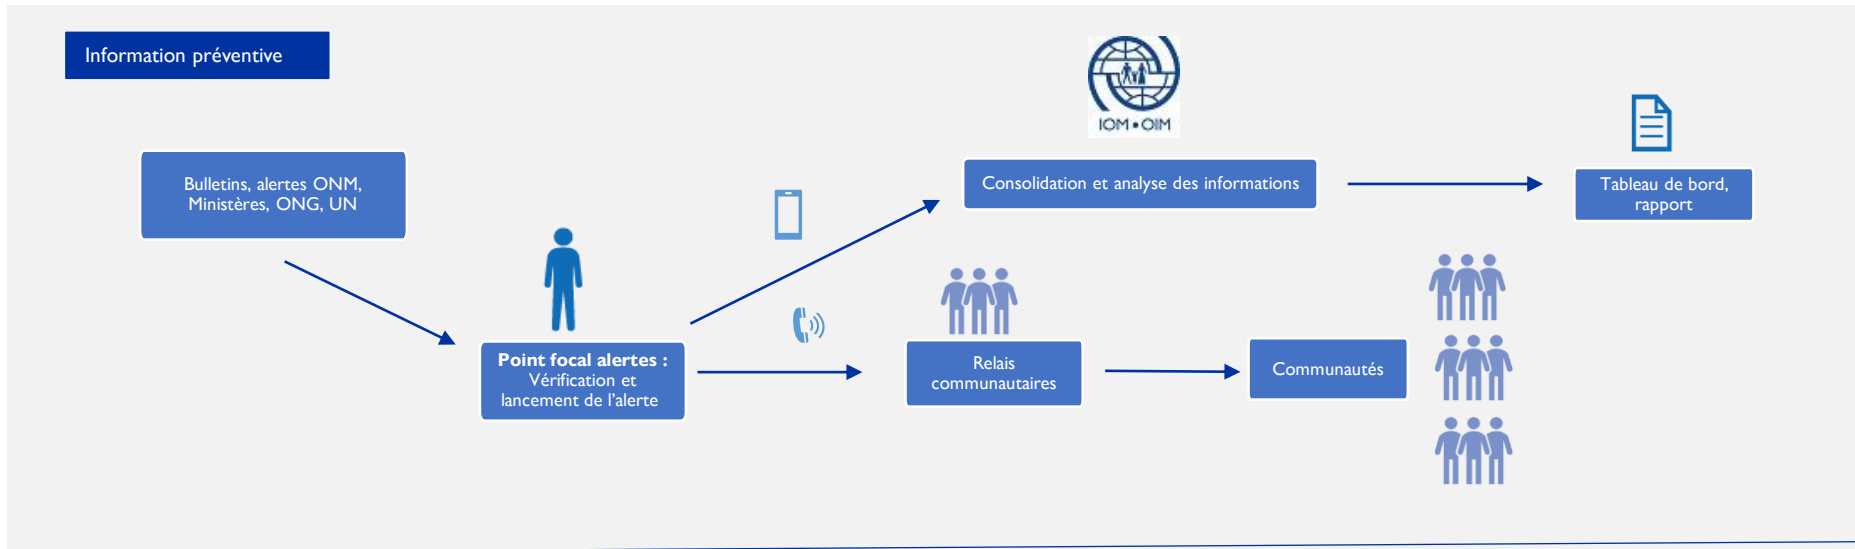 Information préventive
IOM • OIM
Bulletins, alertes ONM,
Ministères, ONG, UN
Consolidation et analyse des informations
Tableau de bord,
rapport
Point focal alertes :
Vérification et
lancement de l'alerte
Relais
communautaires
Communautés